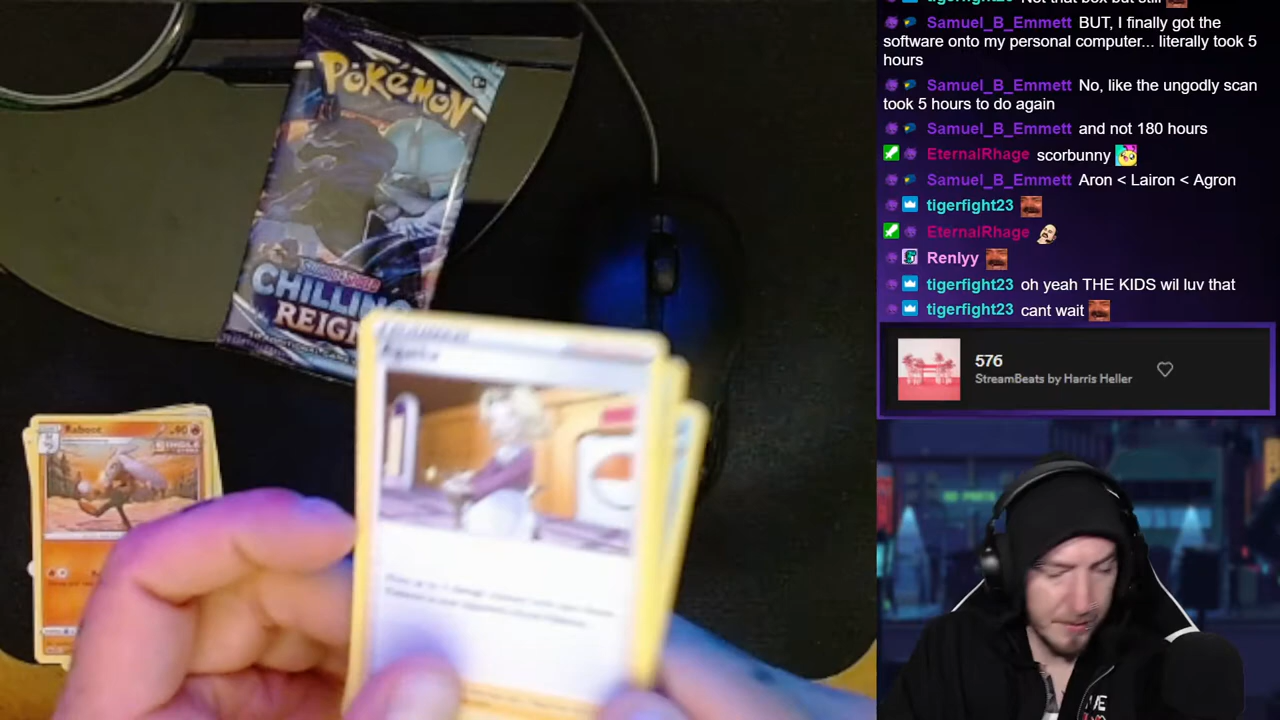 POKéMON
CHILLING
REIGN
Agatha
Raboot
90
SINGLE
Samuel_B_Emmett BUT, I finally got the
software onto my personal computer... literally took 5
hours
Samuel_B_Emmett No, like the ungodly scan
took 5 hours to do again
Samuel_B_Emmett and not 180 hours
EternalRhage scorbunny
Samuel_B_Emmett Aron < Lairon < Agron
tigerfight23
EternalRhage
Renlyy
tigerfight23 oh yeah THE KIDS wil luv that
tigerfight23 cant wait
576
StreamBeats by Harris Heller